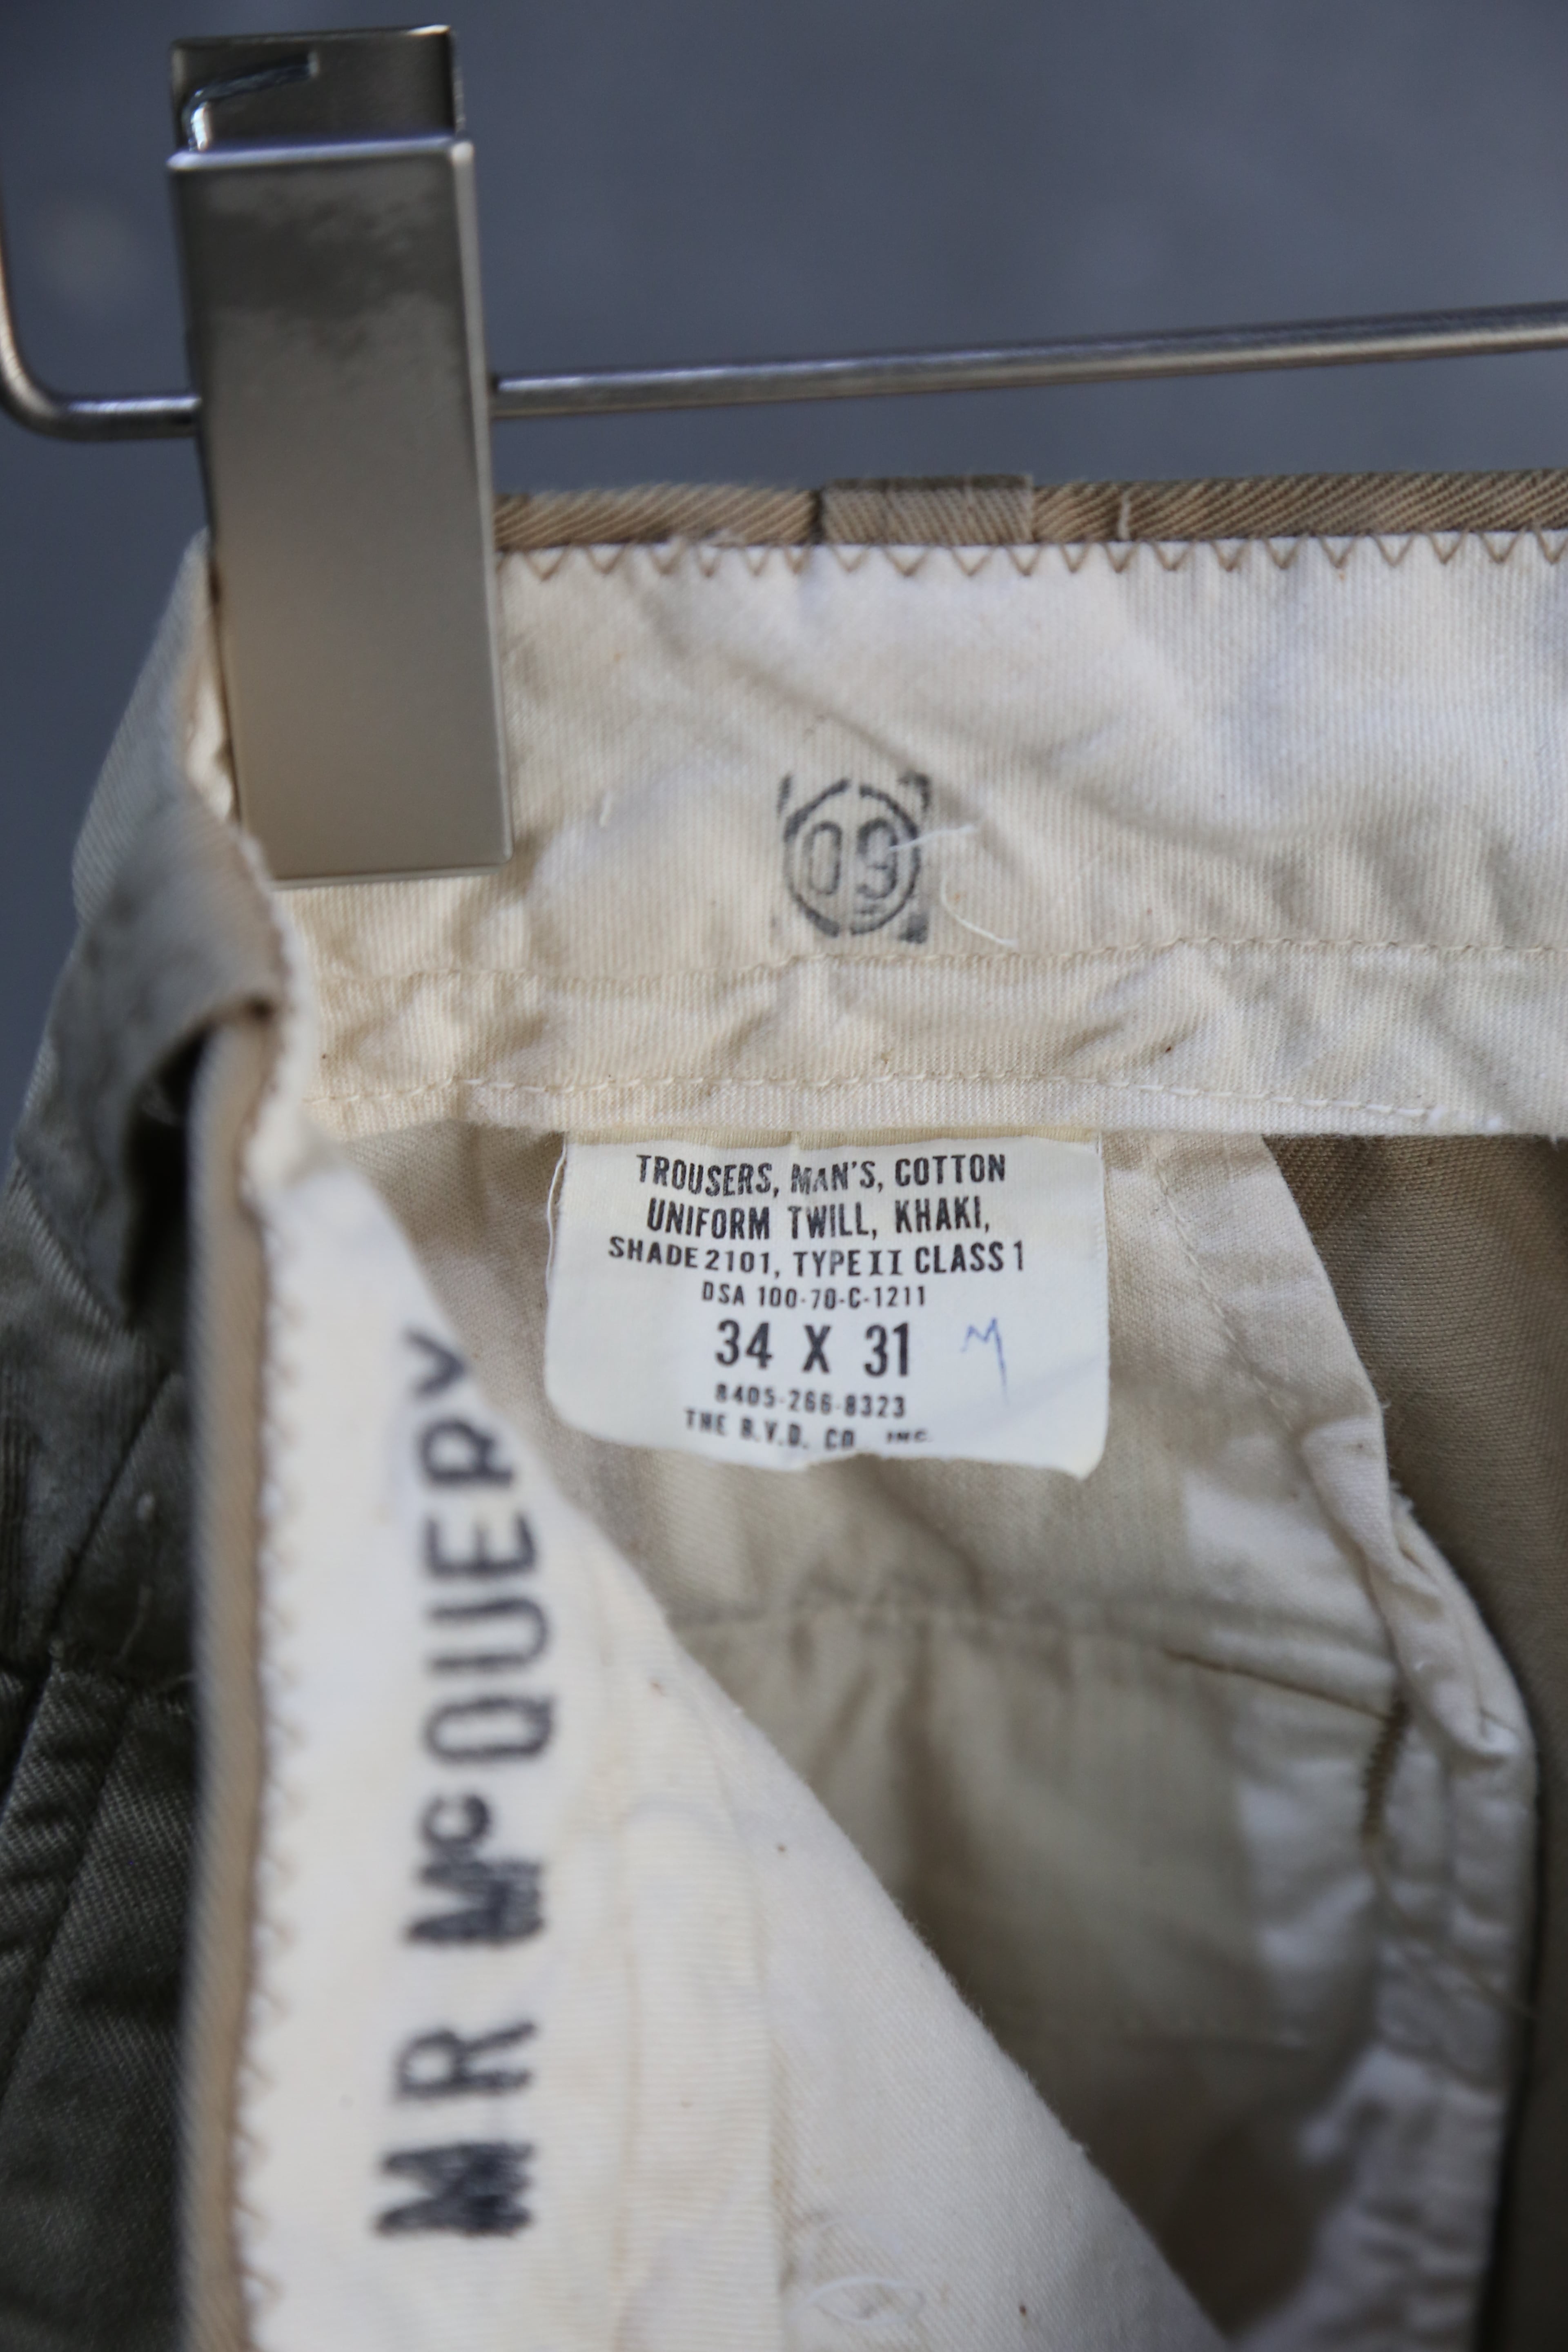 09
TROUSERS, MAN'S, COTTON
UNIFORM TWILL, KHAKI,
SHADE 2101, TYPE II CLASS 1
DSA 100-70-C-1211
34 X 31 M
8405-266-8323
THE B.V.D. CO INC.
MR McQUERY